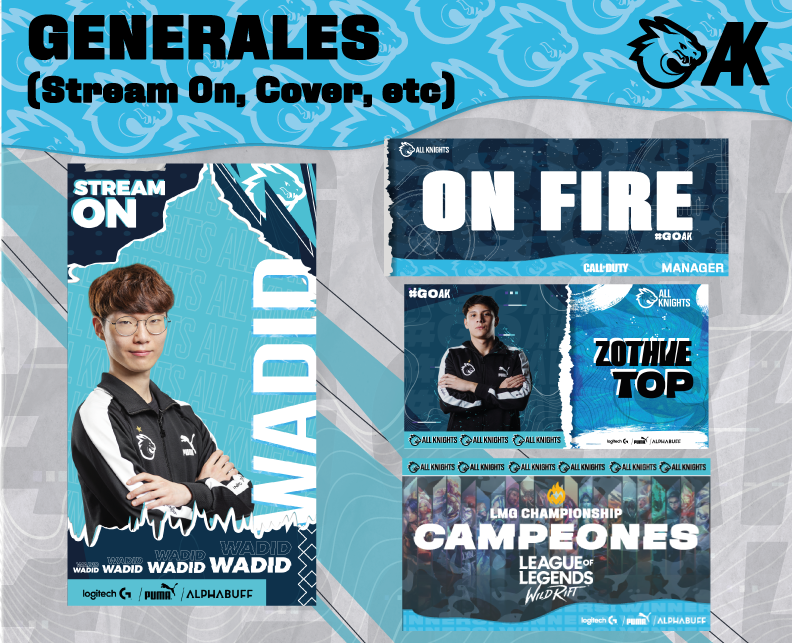 GENERALES
(Stream On, Cover, etc)
AK
STREAM
ON
WADID
WADID WADID WADID WADID
WADID WADID WADID WADID
logitech G / PUMA / ALPHABUFF
ALL KNIGHTS
ON FIRE
#GOAK
CALL OF DUTY MANAGER
#GOAK
ALL
KNIGHTS
ZOTHVE
TOP
ALL KNIGHTS ALL KNIGHTS ALL KNIGHTS
logitech G / PUMA / ALPHABUFF
ALL KNIGHTS ALL KNIGHTS ALL KNIGHTS ALL KNIGHTS ALL KNIGHTS ALL KNIGHTS
LMG CHAMPIONSHIP
CAMPEONES
LEAGUE OF
LEGENDS
WILD RIFT
logitech G / PUMA / ALPHABUFF